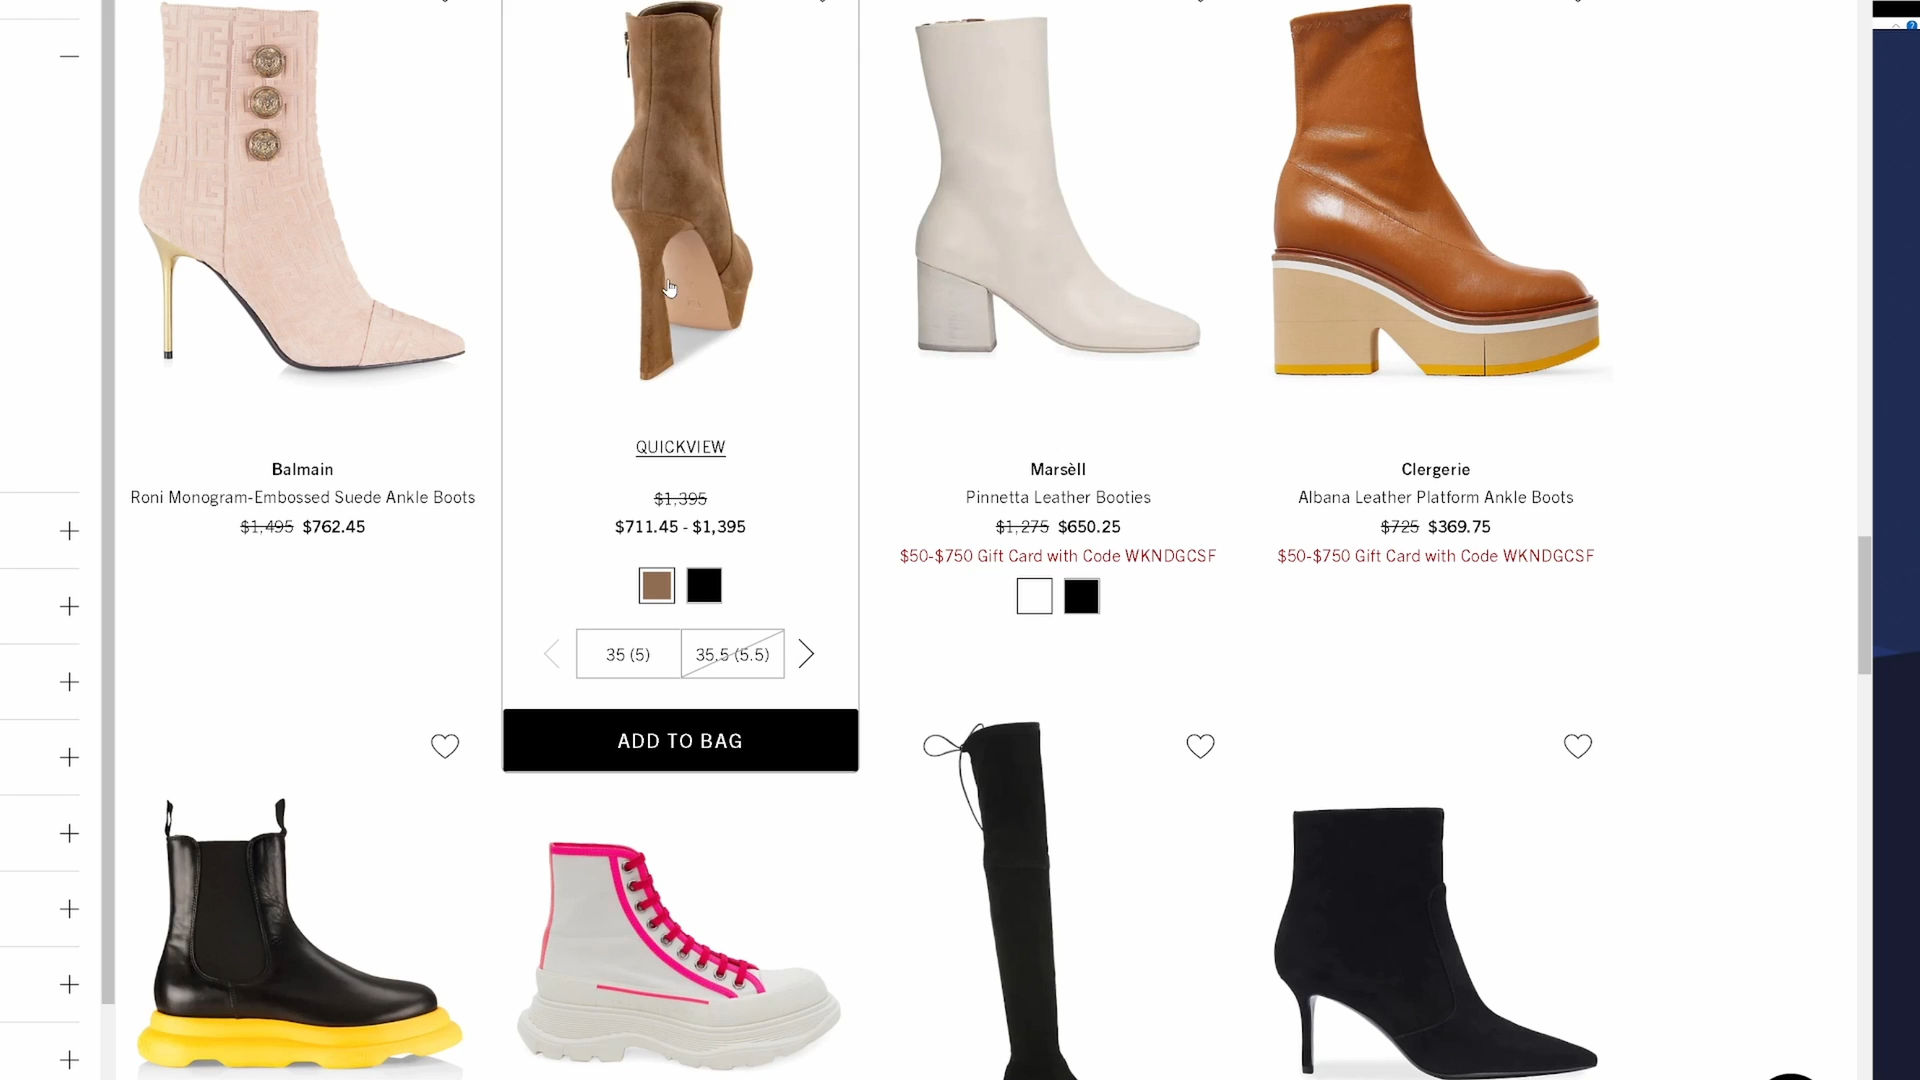 Balmain
Roni Monogram-Embossed Suede Ankle Boots
$1,495 $762.45
QUICKVIEW
$1,395
$711.45 - $1,395
35 (5)
35.5 (5.5)
ADD TO BAG
Marsèll
Pinnetta Leather Booties
$1,275 $650.25
$50-$750 Gift Card with Code WKNDGCSF
Clergerie
Albana Leather Platform Ankle Boots
$725 $369.75
$50-$750 Gift Card with Code WKNDGCSF